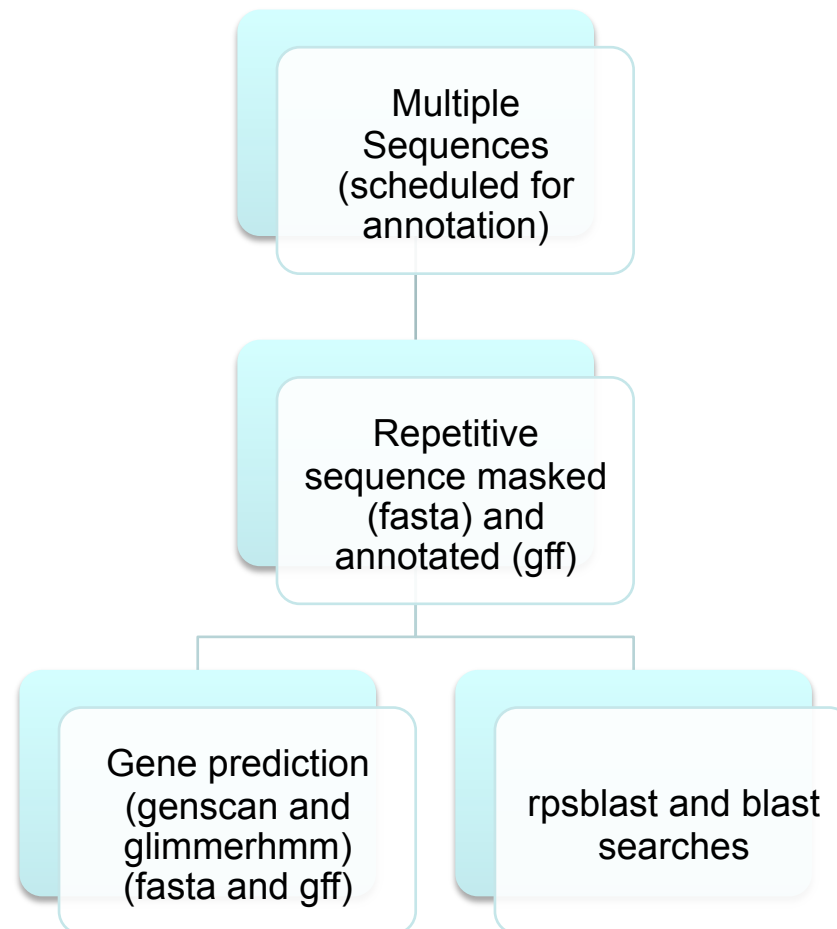 Multiple
Sequences
(scheduled for
annotation)
Repetitive
sequence masked
(fasta) and
annotated (gff)
Gene prediction
(genscan and
glimmerhmm)
(fasta and gff)
rpsblast and blast
searches